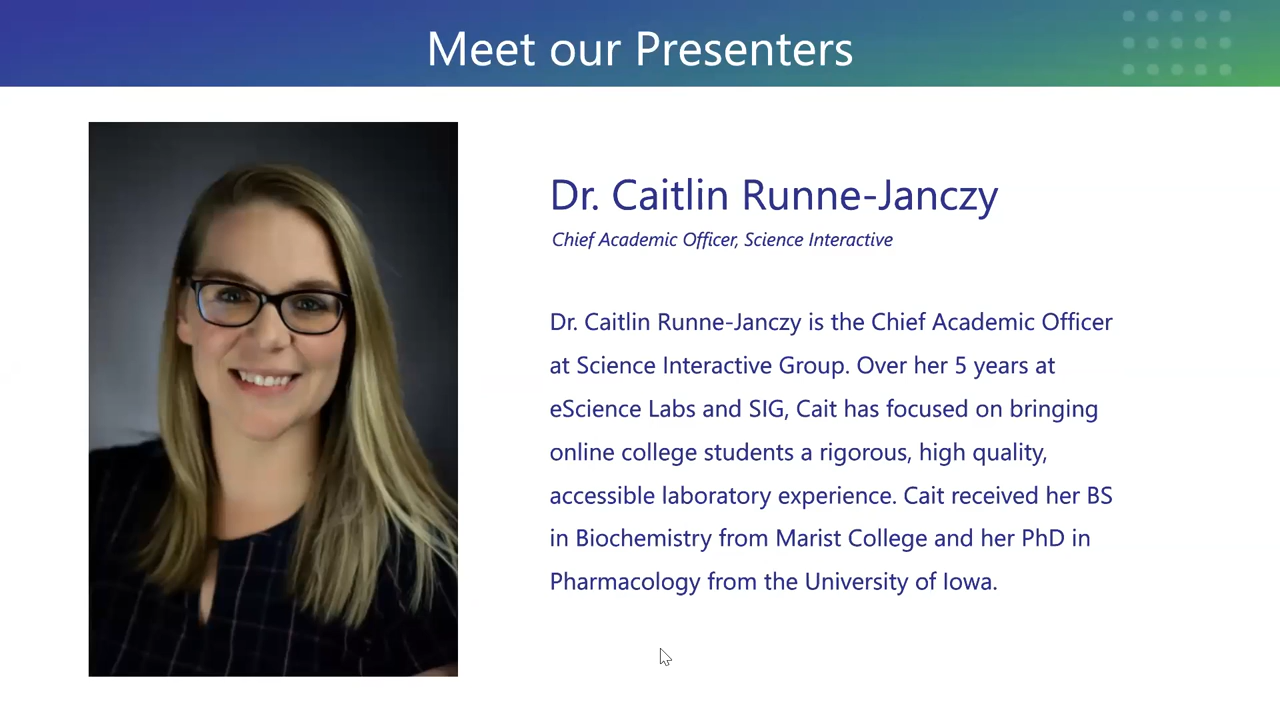 Meet our Presenters
Dr. Caitlin Runne-Janczy
Chief Academic Officer, Science Interactive
Dr. Caitlin Runne-Janczy is the Chief Academic Officer
at Science Interactive Group. Over her 5 years at
eScience Labs and SIG, Cait has focused on bringing
online college students a rigorous, high quality,
accessible laboratory experience. Cait received her BS
in Biochemistry from Marist College and her PhD in
Pharmacology from the University of Iowa.